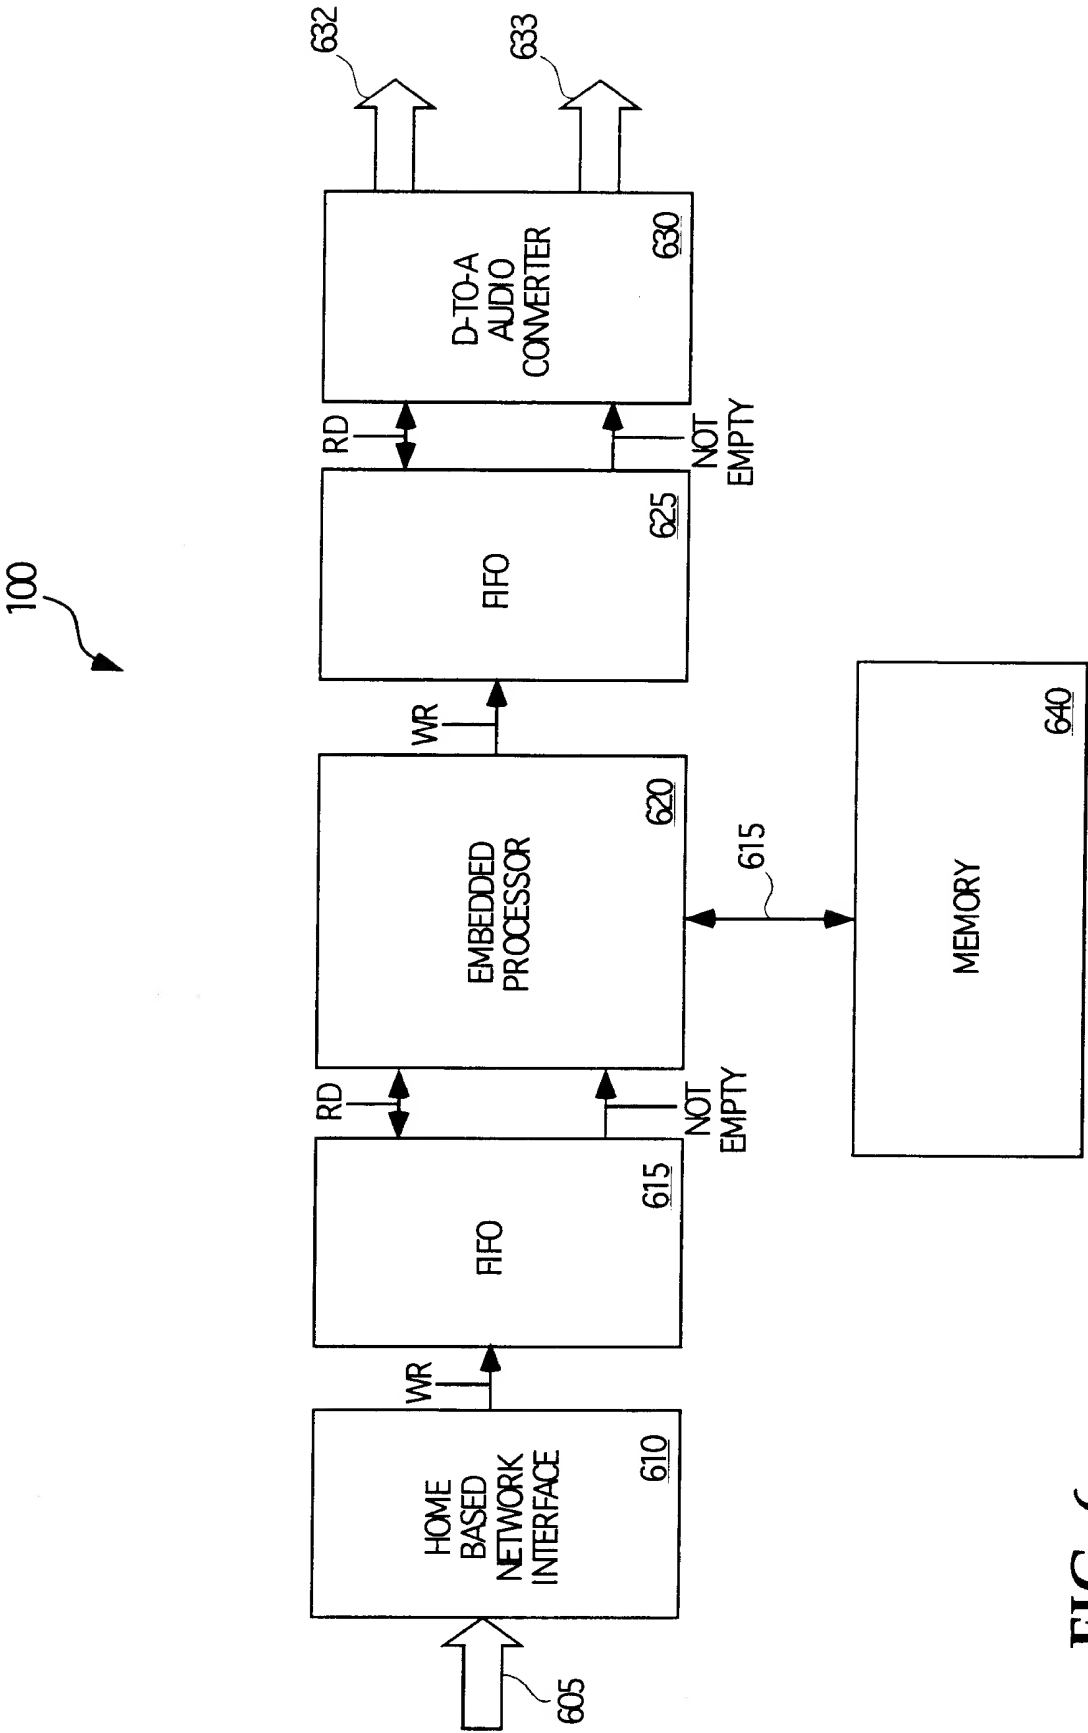 100
605
HOME
BASED
NETWORK
INTERFACE
610
WR
FIFO
615
RD
NOT
EMPTY
EMBEDDED
PROCESSOR
620
WR
FIFO
625
RD
NOT
EMPTY
D-TO-A
AUDIO
CONVERTER
630
632
633
615
MEMORY
640
FIG.